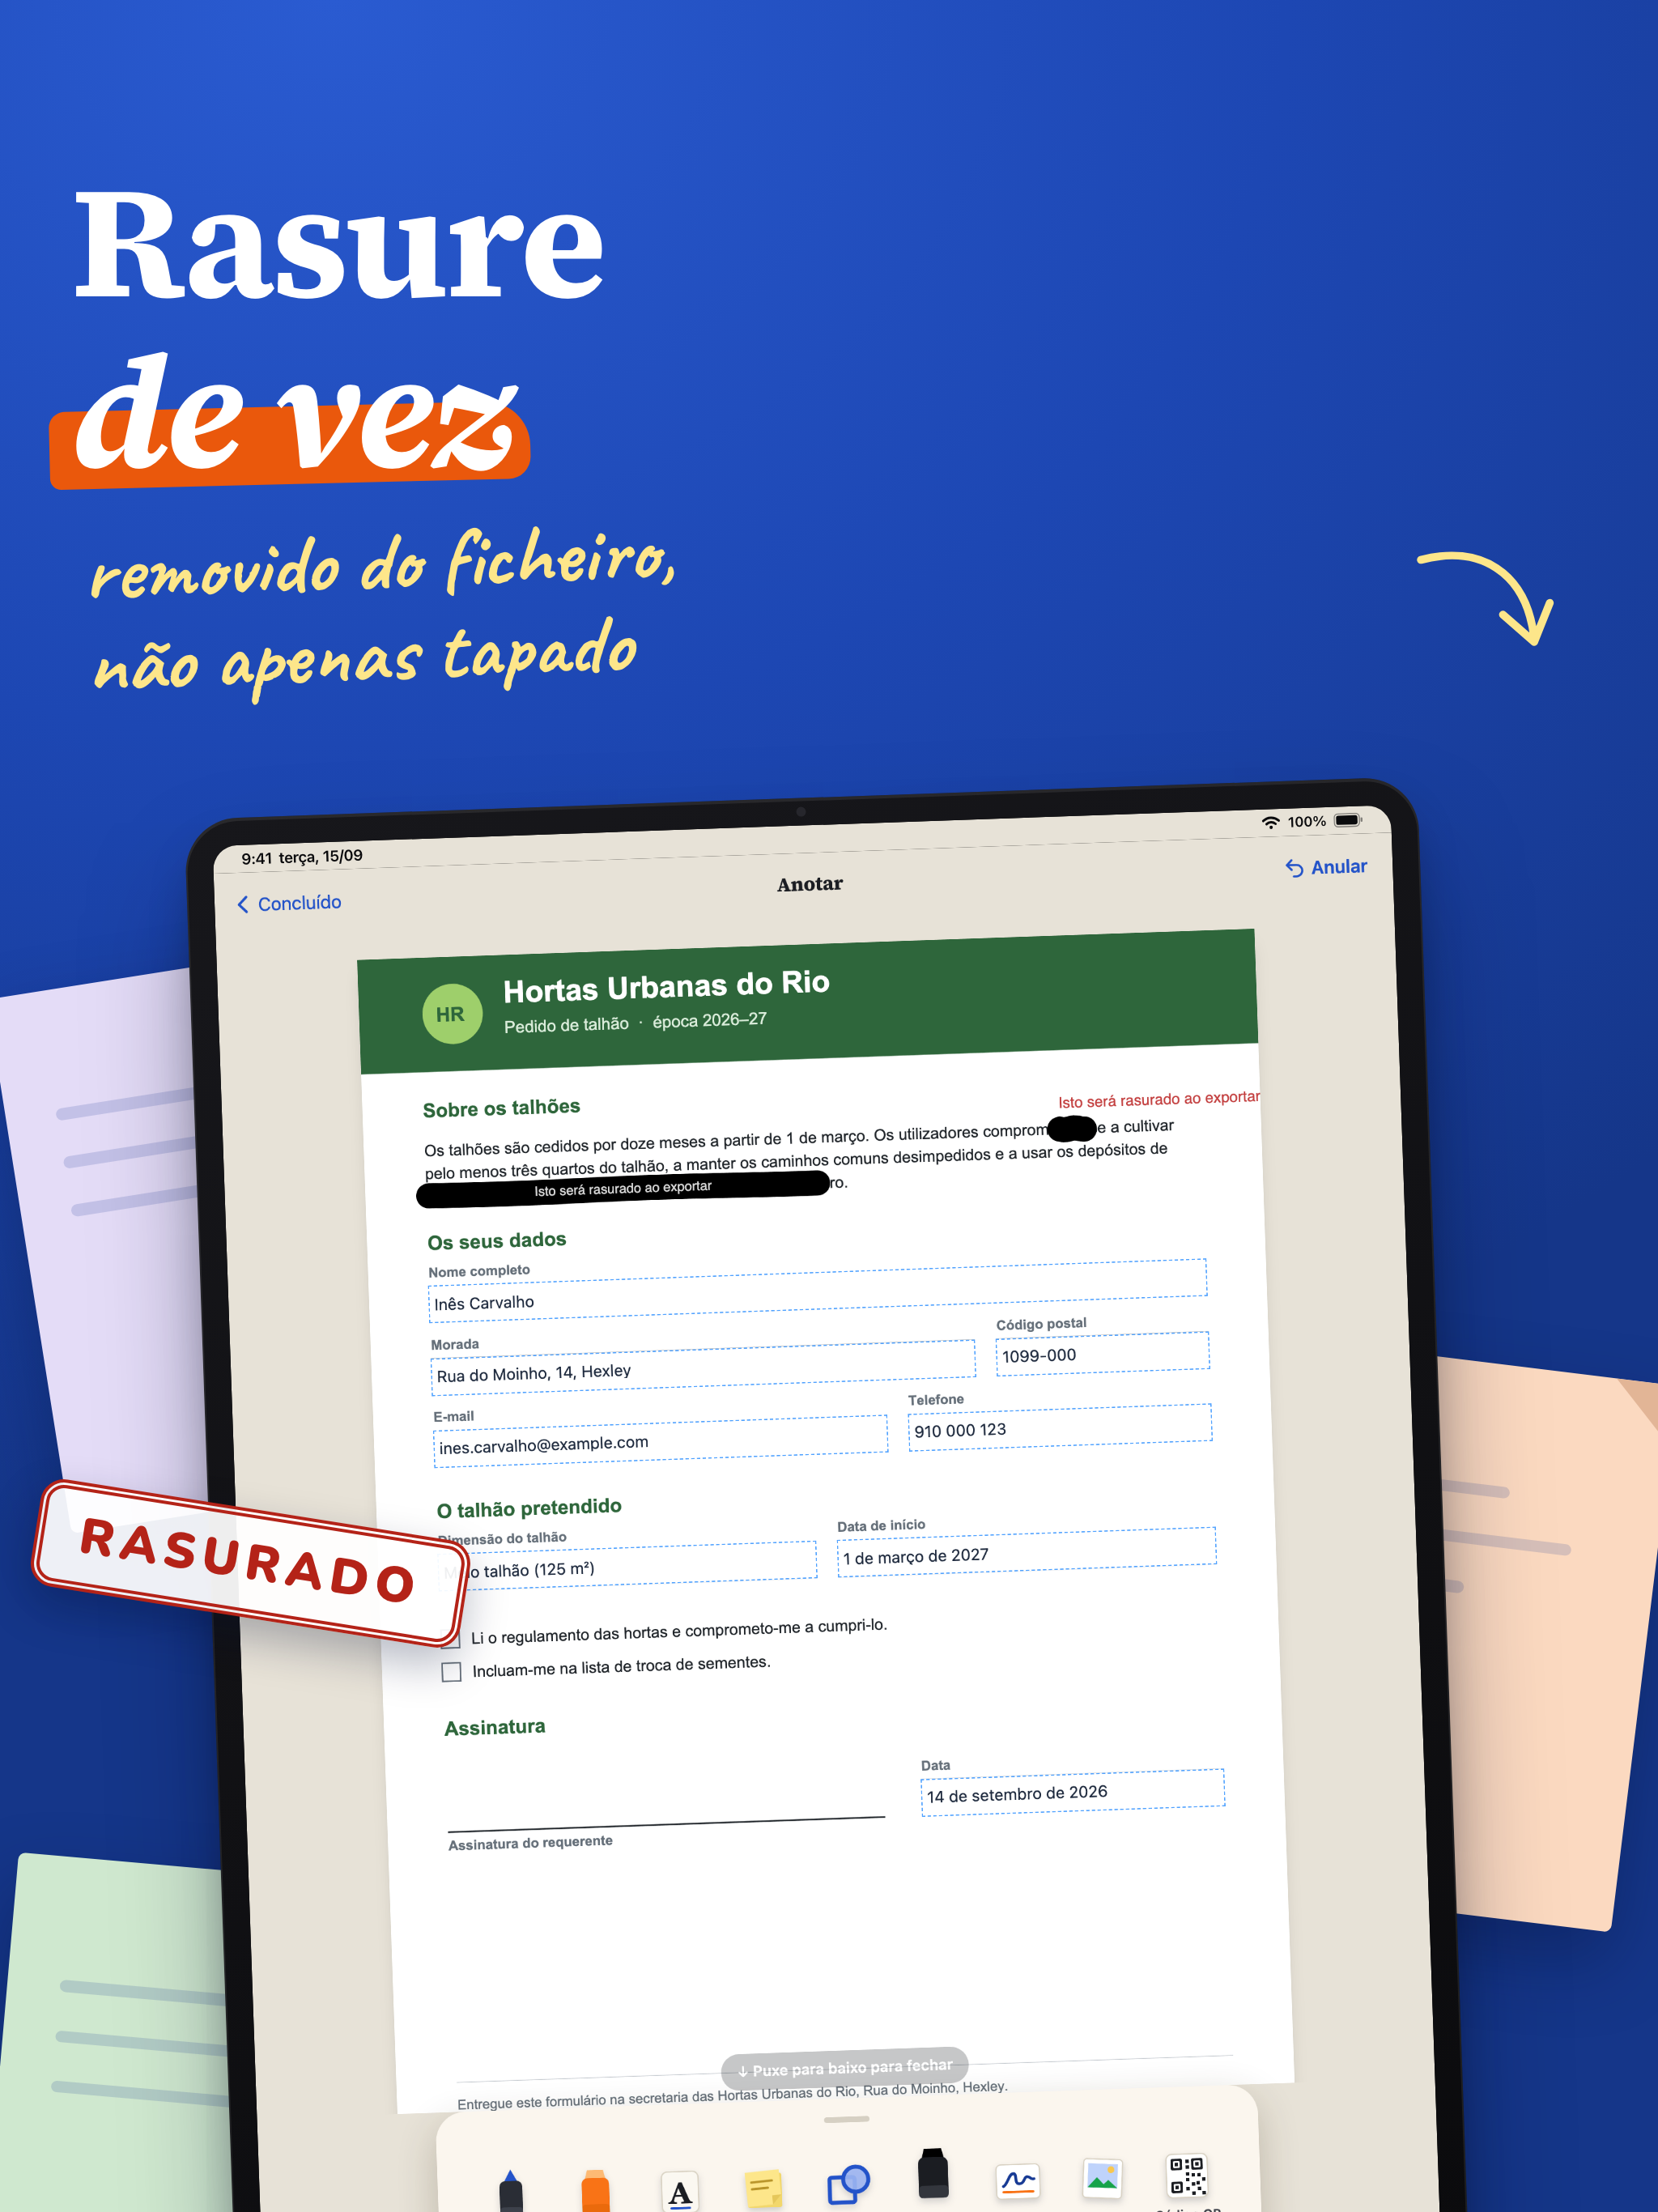 Rasure
de vez
removido do ficheiro,
não apenas tapado
9:41 terça, 15/09
100%
Concluído
Anotar
Anular
HR
Hortas Urbanas do Rio
Pedido de talhão · época 2026–27
Sobre os talhões
Isto será rasurado ao exportar
Os talhões são cedidos por doze meses a partir de 1 de março. Os utilizadores comprom e a cultivar
pelo menos três quartos do talhão, a manter os caminhos comuns desimpedidos e a usar os depósitos de
Isto será rasurado ao exportar ro.
Os seus dados
Nome completo
Inês Carvalho
Morada
Código postal
Rua do Moinho, 14, Hexley
1099-000
E-mail
Telefone
ines.carvalho@example.com
910 000 123
O talhão pretendido
Dimensão do talhão
Data de início
talhão (125 m²)
1 de março de 2027
RASURADO
Li o regulamento das hortas e comprometo-me a cumpri-lo.
Incluam-me na lista de troca de sementes.
Assinatura
Data
14 de setembro de 2026
Assinatura do requerente
Puxe para baixo para fechar
Entregue este formulário na secretaria das Hortas Urbanas do Rio, Rua do Moinho, Hexley.
A